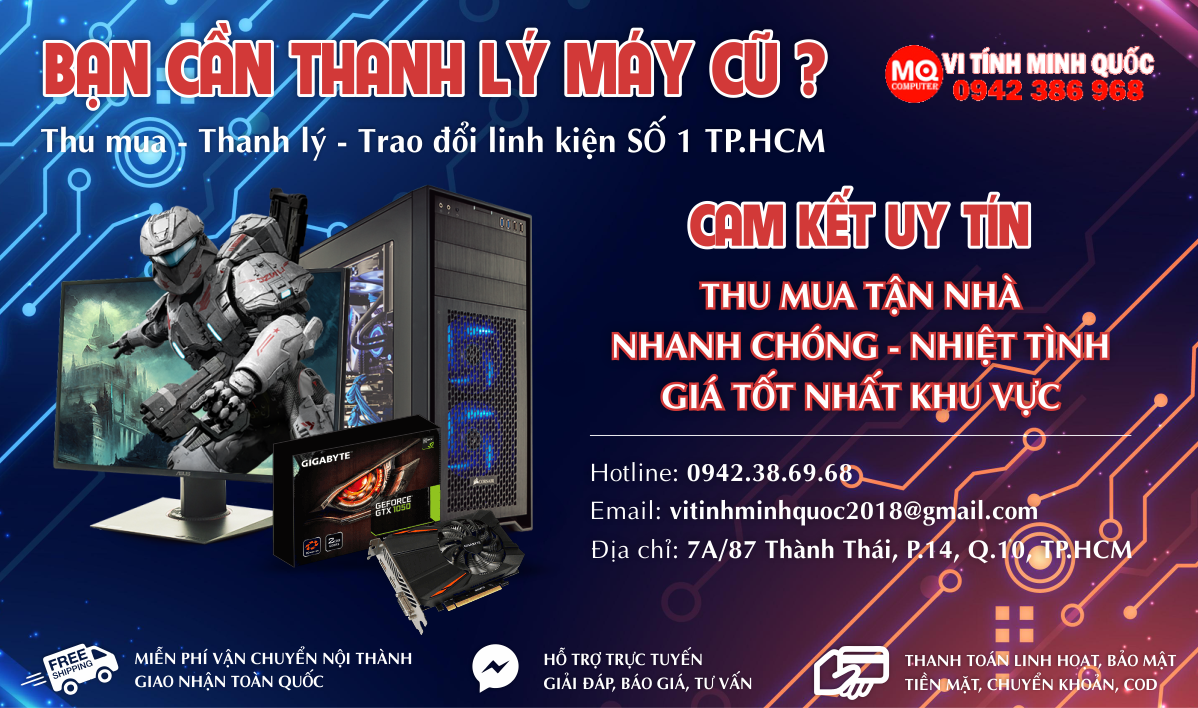 BẠN CẦN THANH LÝ MÁY CŨ ?
MQ
COMPUTER
VI TÍNH MINH QUỐC
0942 386 968
Thu mua - Thanh lý - Trao đổi linh kiện SỐ 1 TP.HCM
CAM KẾT UY TÍN
THU MUA TẬN NHÀ
NHANH CHÓNG - NHIỆT TÌNH
GIÁ TỐT NHẤT KHU VỰC
GIGABYTE
GEFORCE
GTX 1050
CORSAIR
Hotline: 0942.38.69.68
Email: vitinhminhquoc2018@gmail.com
Địa chỉ: 7A/87 Thành Thái, P.14, Q.10, TP.HCM
FREE
SHIPPING
MIỄN PHÍ VẬN CHUYỂN NỘI THÀNH
GIAO NHẬN TOÀN QUỐC
HỖ TRỢ TRỰC TUYẾN
GIẢI ĐÁP, BÁO GIÁ, TƯ VẤN
THANH TOÁN LINH HOẠT, BẢO MẬT
TIỀN MẶT, CHUYỂN KHOẢN, COD